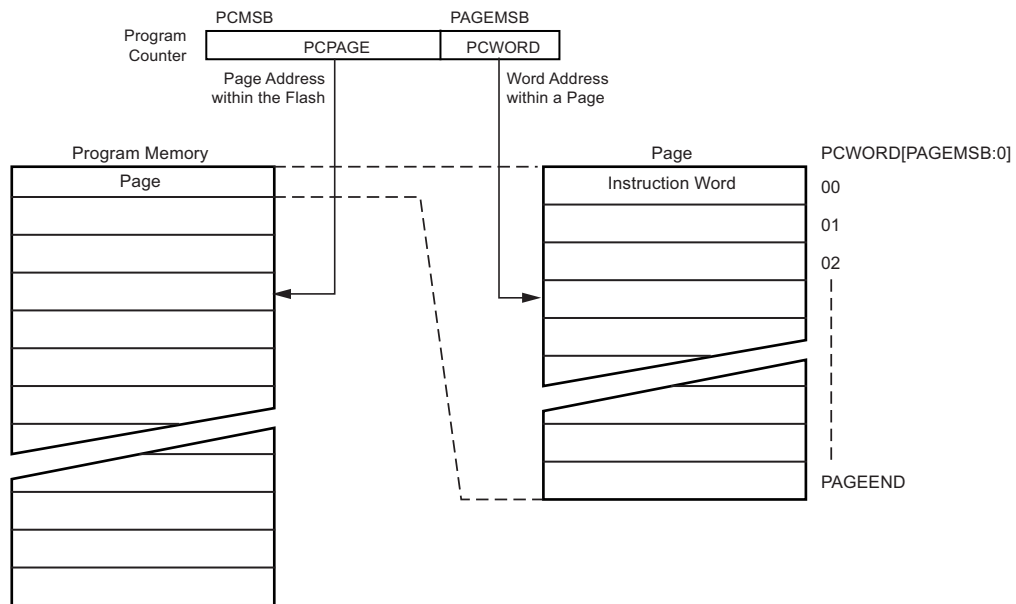 PCMSB PAGEMSB
Program
Counter
PCPAGE PCWORD
Page Address
within the Flash
Word Address
within a Page
Program Memory
Page
Page
Instruction Word
PCWORD[PAGEMSB:0]
00
01
02
PAGEEND